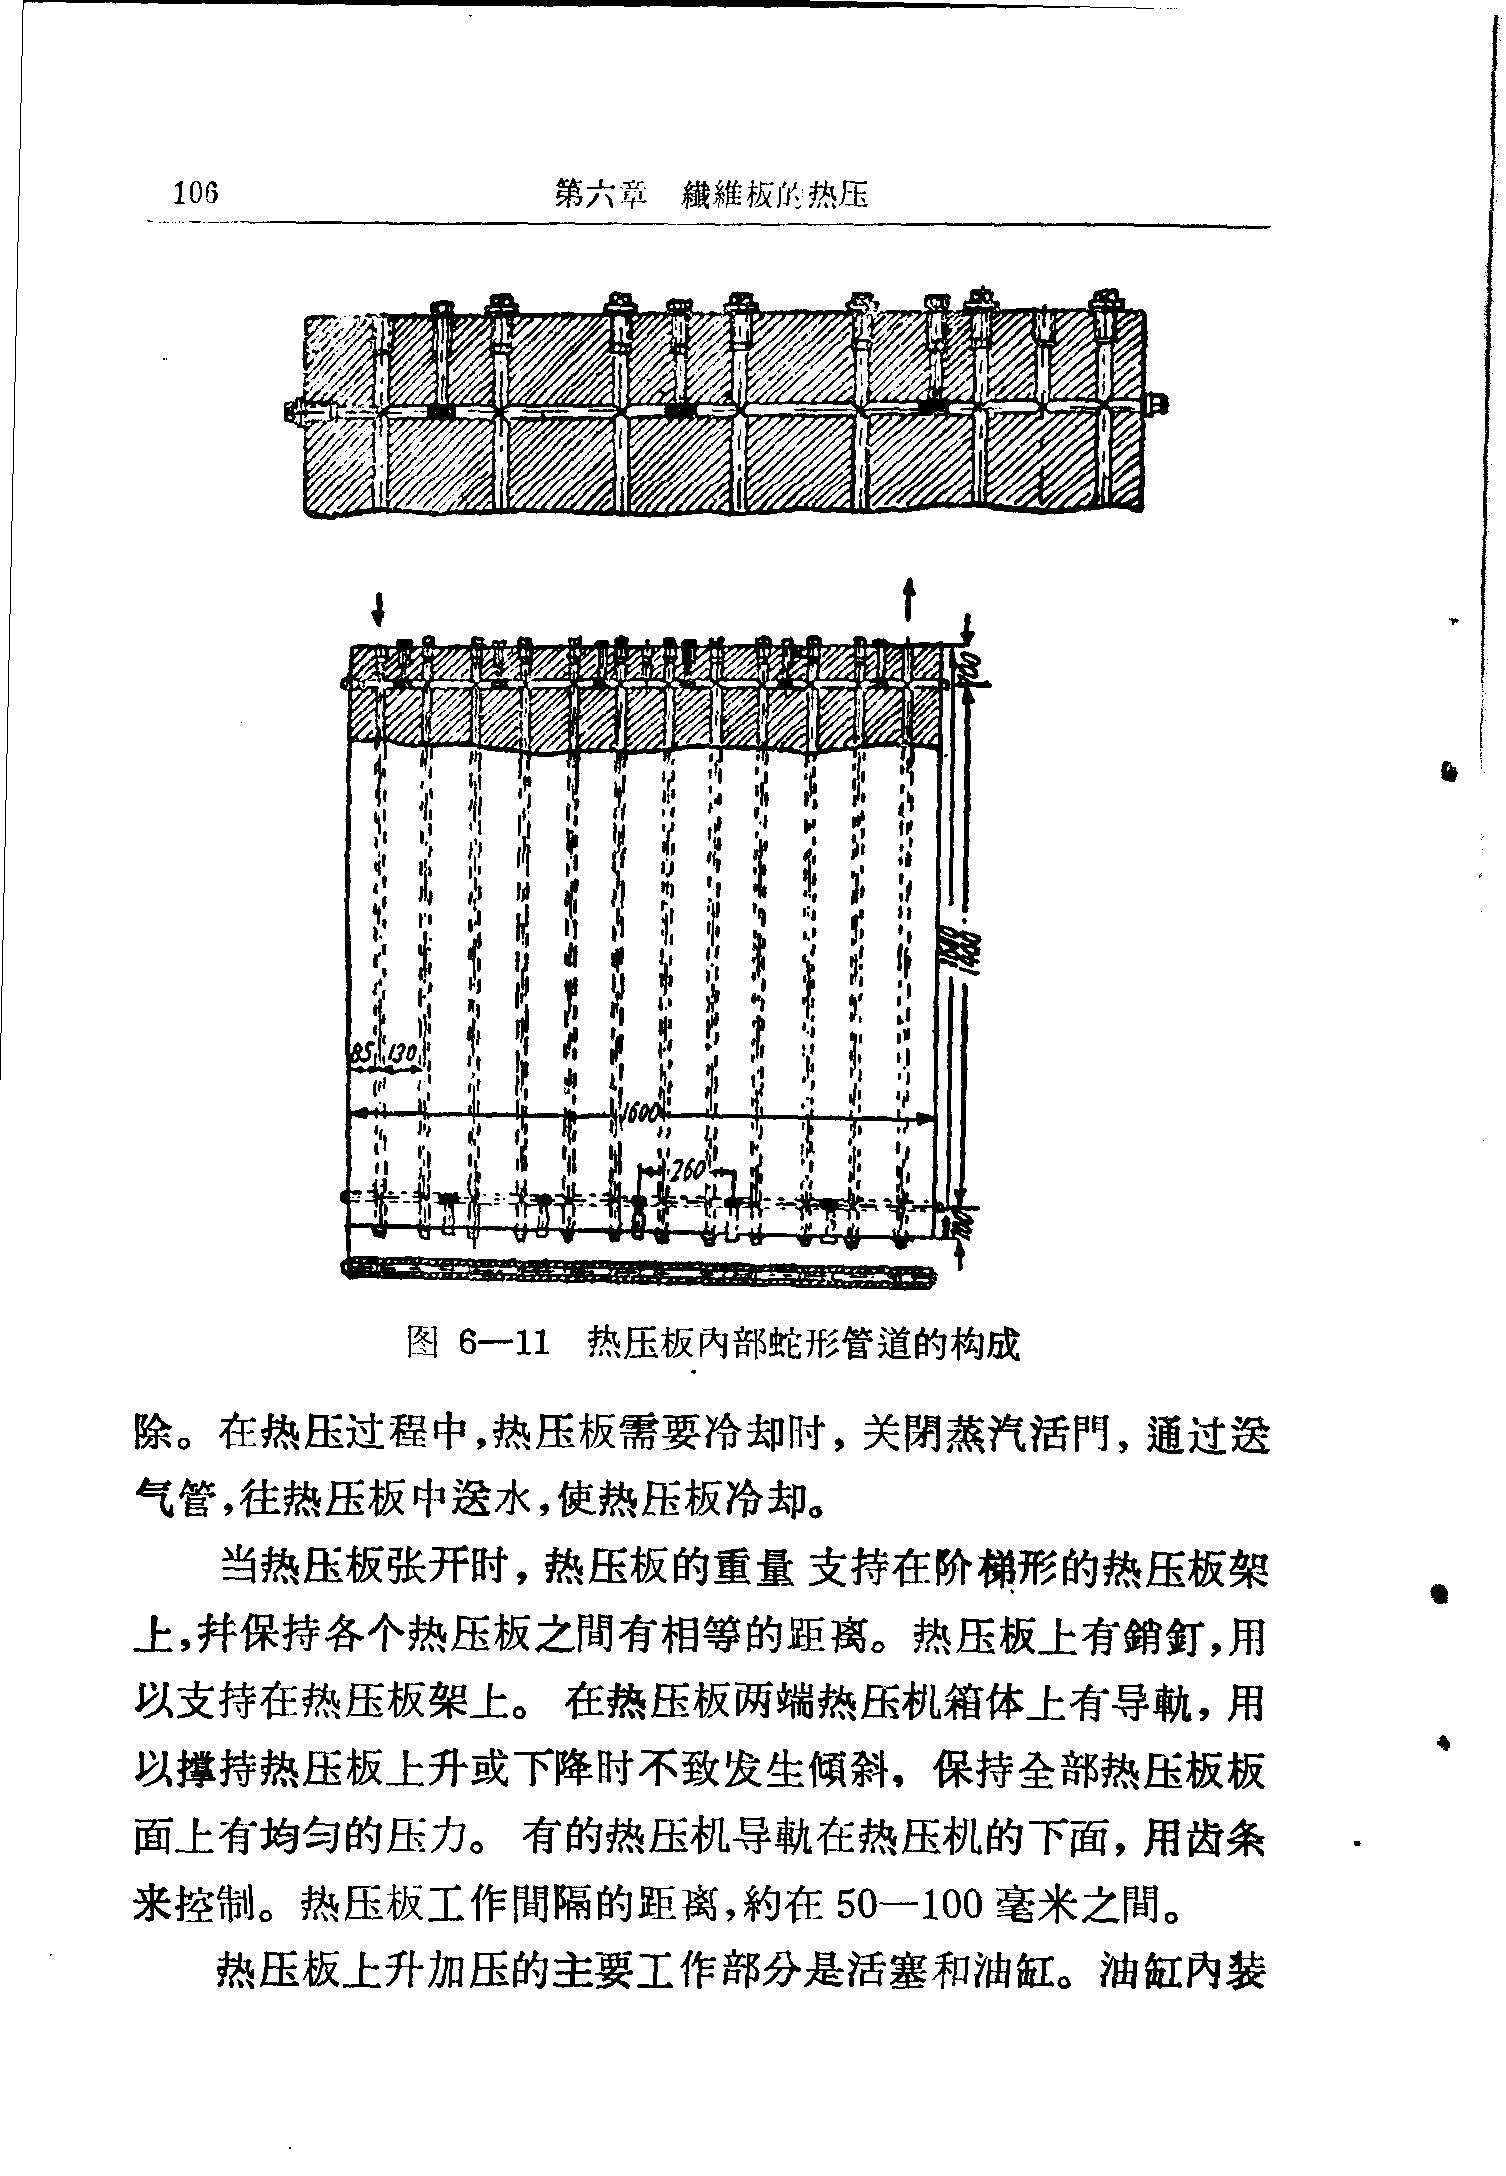 106
第六章 纖維板的热压
100
85 130
1600
260
100
图 6—11 热压板内部蛇形管道的构成
除。在热压过程中,热压板需要冷却时，关閉蒸汽活門，通过送
气管,往热压板中送水,使热压板冷却。
当热压板张开时，热压板的重量支持在阶梯形的热压板架
上,幷保持各个热压板之間有相等的距离。热压板上有銷釘,用
以支持在热压板架上。在热压板两端热压机箱体上有导軌，用
以撑持热压板上升或下降时不致发生傾斜，保持全部热压板板
面上有均匀的压力。有的热压机导軌在热压机的下面，用齿条
来控制。热压板工作間隔的距离,約在 50—100 毫米之間。
热压板上升加压的主要工作部分是活塞和油缸。油缸内装